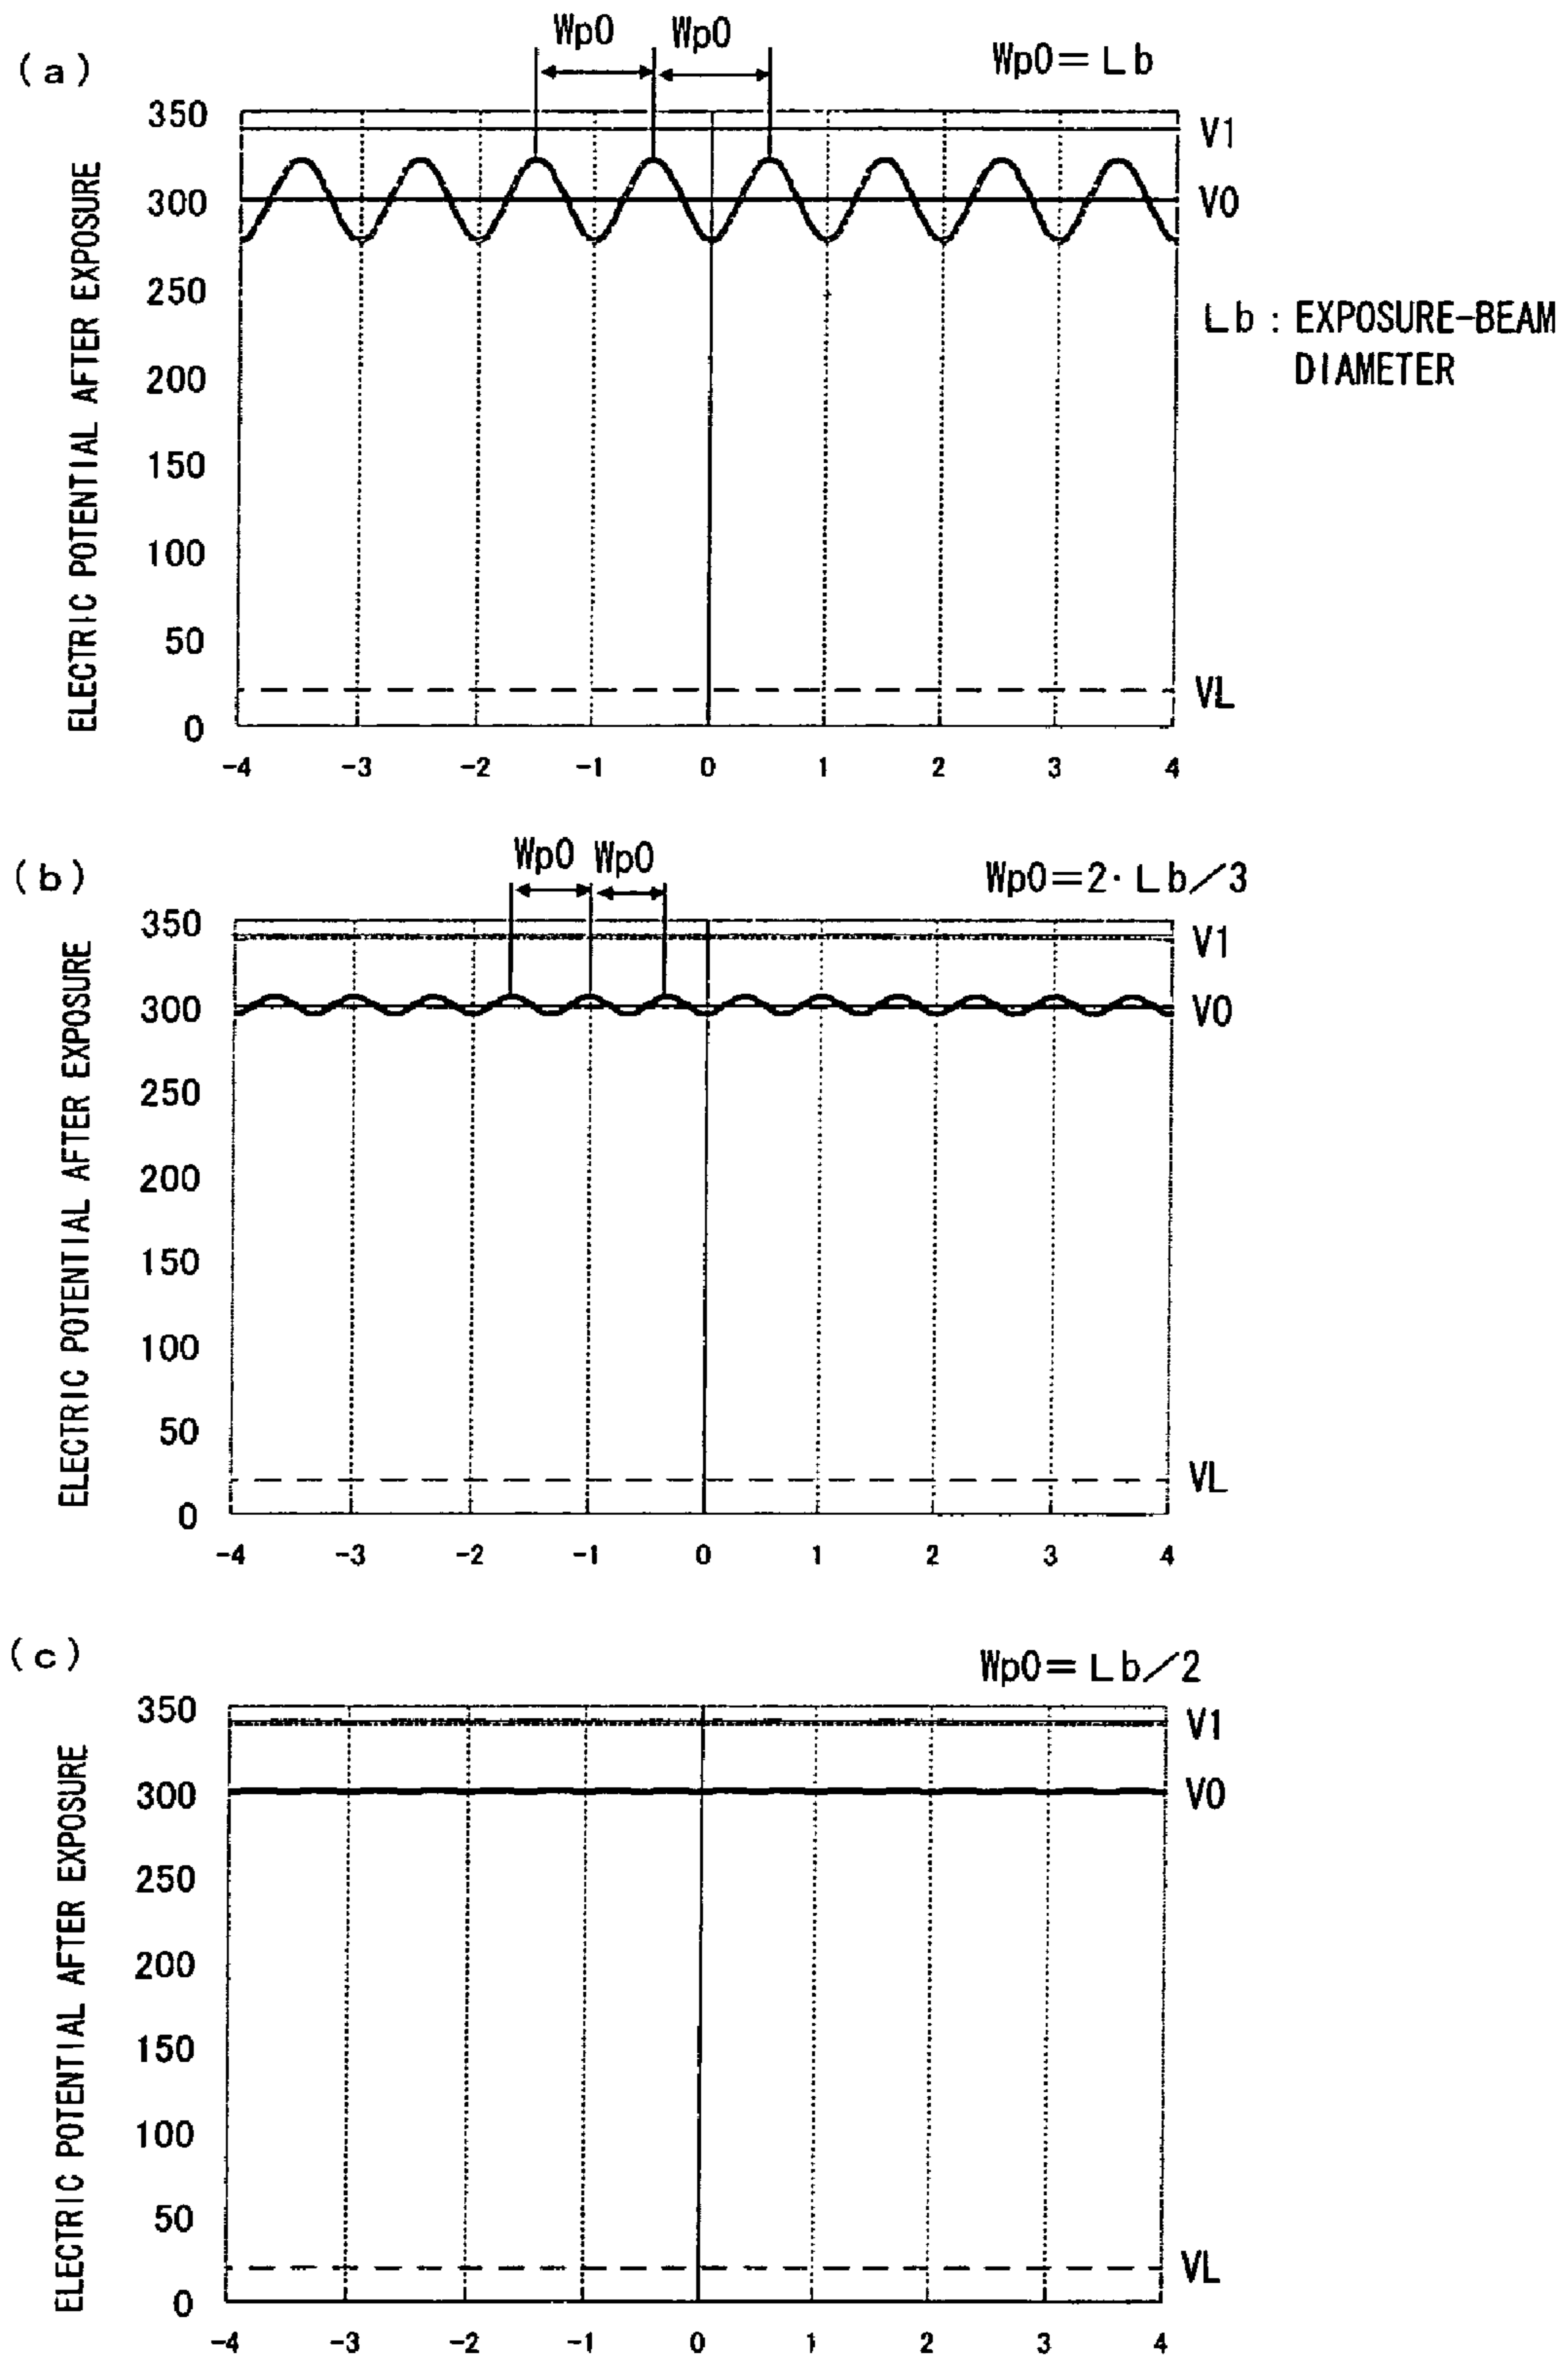 (a)
Wp0 Wp0
Wp0=Lb
350
300
250
200
150
100
50
0
V1
V0
VL
ELECTRIC POTENTIAL AFTER EXPOSURE
Lb : EXPOSURE-BEAM
DIAMETER
-4 -3 -2 -1 0 1 2 3 4
(b)
Wp0 Wp0
Wp0=2·Lb/3
350
300
250
200
150
100
50
0
V1
V0
VL
ELECTRIC POTENTIAL AFTER EXPOSURE
-4 -3 -2 -1 0 1 2 3 4
(c)
Wp0=Lb/2
350
300
250
200
150
100
50
0
V1
V0
VL
ELECTRIC POTENTIAL AFTER EXPOSURE
-4 -3 -2 -1 0 1 2 3 4